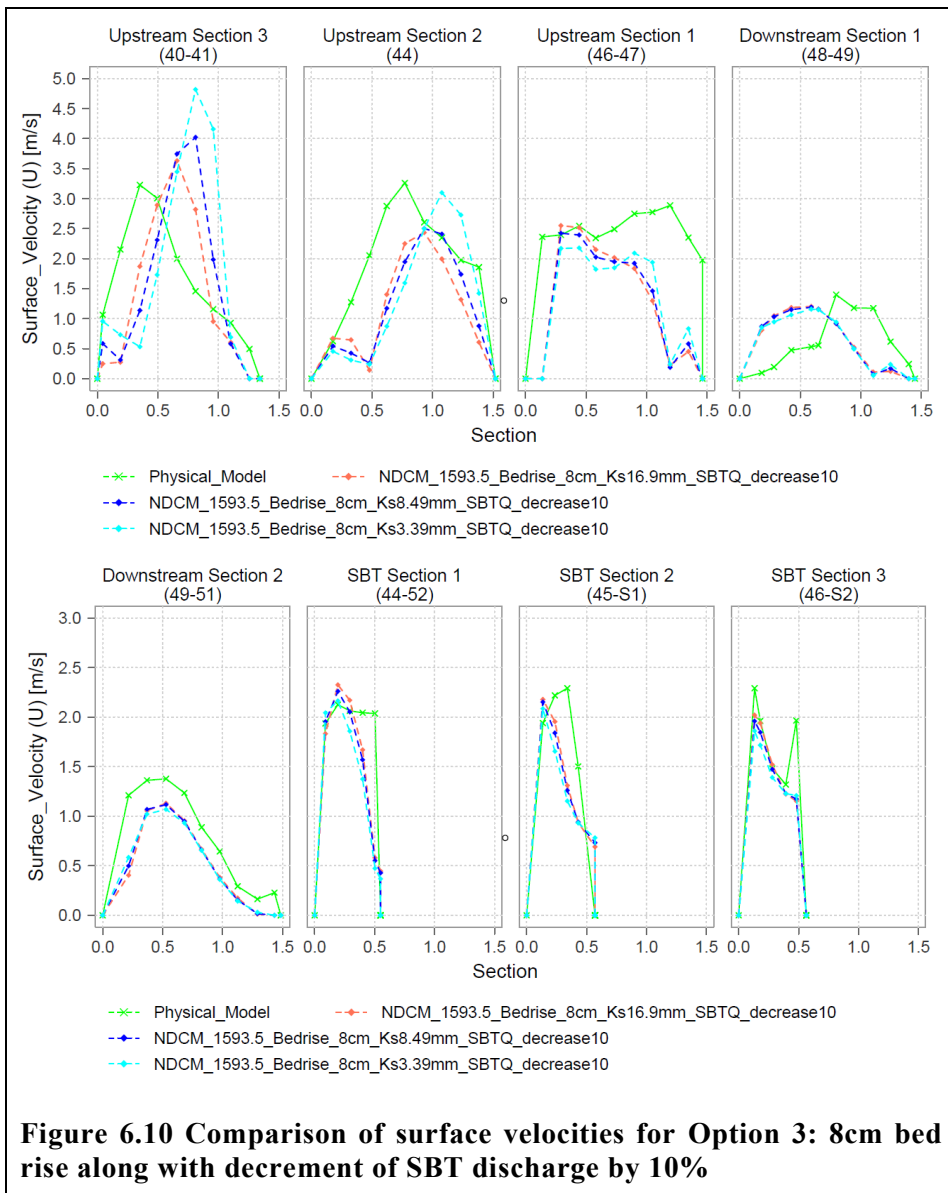 Upstream Section 3 Upstream Section 2 Upstream Section 1 Downstream Section 1
(40-41) (44) (46-47) (48-49)
5.0
4.5
4.0
3.5
3.0
2.5
2.0
1.5
1.0
0.5
0.0
Surface_Velocity (U) [m/s]
0.0 0.5 1.0 1.5 0.0 0.5 1.0 1.5 0.0 0.5 1.0 1.5 0.0 0.5 1.0 1.5
Section
Physical_Model NDCM_1593.5_Bedrise_8cm_Ks16.9mm_SBTQ_decrease10
NDCM_1593.5_Bedrise_8cm_Ks8.49mm_SBTQ_decrease10
NDCM_1593.5_Bedrise_8cm_Ks3.39mm_SBTQ_decrease10
Downstream Section 2 SBT Section 1 SBT Section 2 SBT Section 3
(49-51) (44-52) (45-S1) (46-S2)
3.0
2.5
2.0
1.5
1.0
0.5
0.0
Surface_Velocity (U) [m/s]
0.0 0.5 1.0 1.5 0.0 0.5 1.0 1.5 0.0 0.5 1.0 1.5 0.0 0.5 1.0 1.5
Section
Physical_Model NDCM_1593.5_Bedrise_8cm_Ks16.9mm_SBTQ_decrease10
NDCM_1593.5_Bedrise_8cm_Ks8.49mm_SBTQ_decrease10
NDCM_1593.5_Bedrise_8cm_Ks3.39mm_SBTQ_decrease10
Figure 6.10 Comparison of surface velocities for Option 3: 8cm bed
rise along with decrement of SBT discharge by 10%